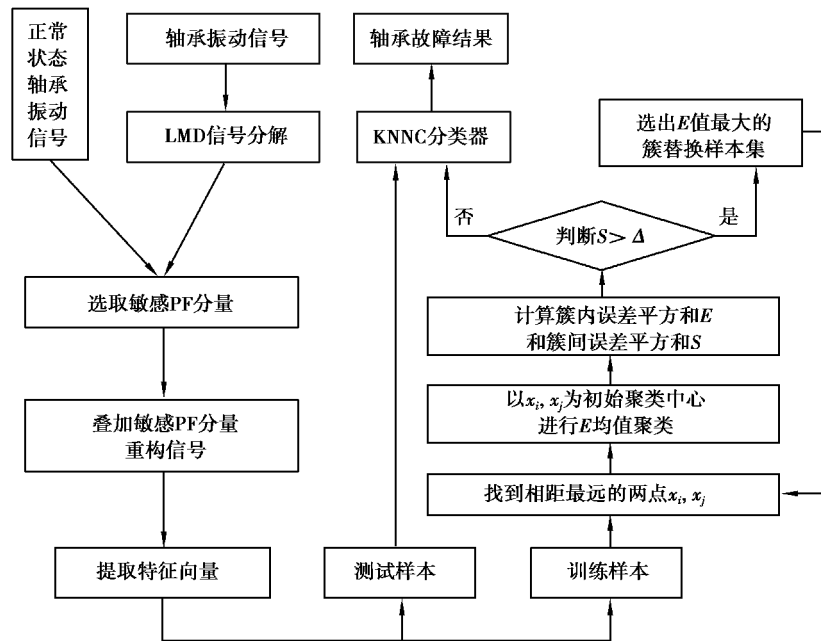 正常
状态
轴承
振动
信号
轴承振动信号
LMD信号分解
选取敏感PF分量
叠加敏感PF分量
重构信号
提取特征向量
轴承故障结果
KNNC分类器
测试样本
训练样本
找到相距最远的两点xᵢ, xⱼ
以xᵢ, xⱼ为初始聚类中心
进行E均值聚类
计算簇内误差平方和E
和簇间误差平方和S
判断S> Δ
否
是
选出E值最大的
簇替换样本集